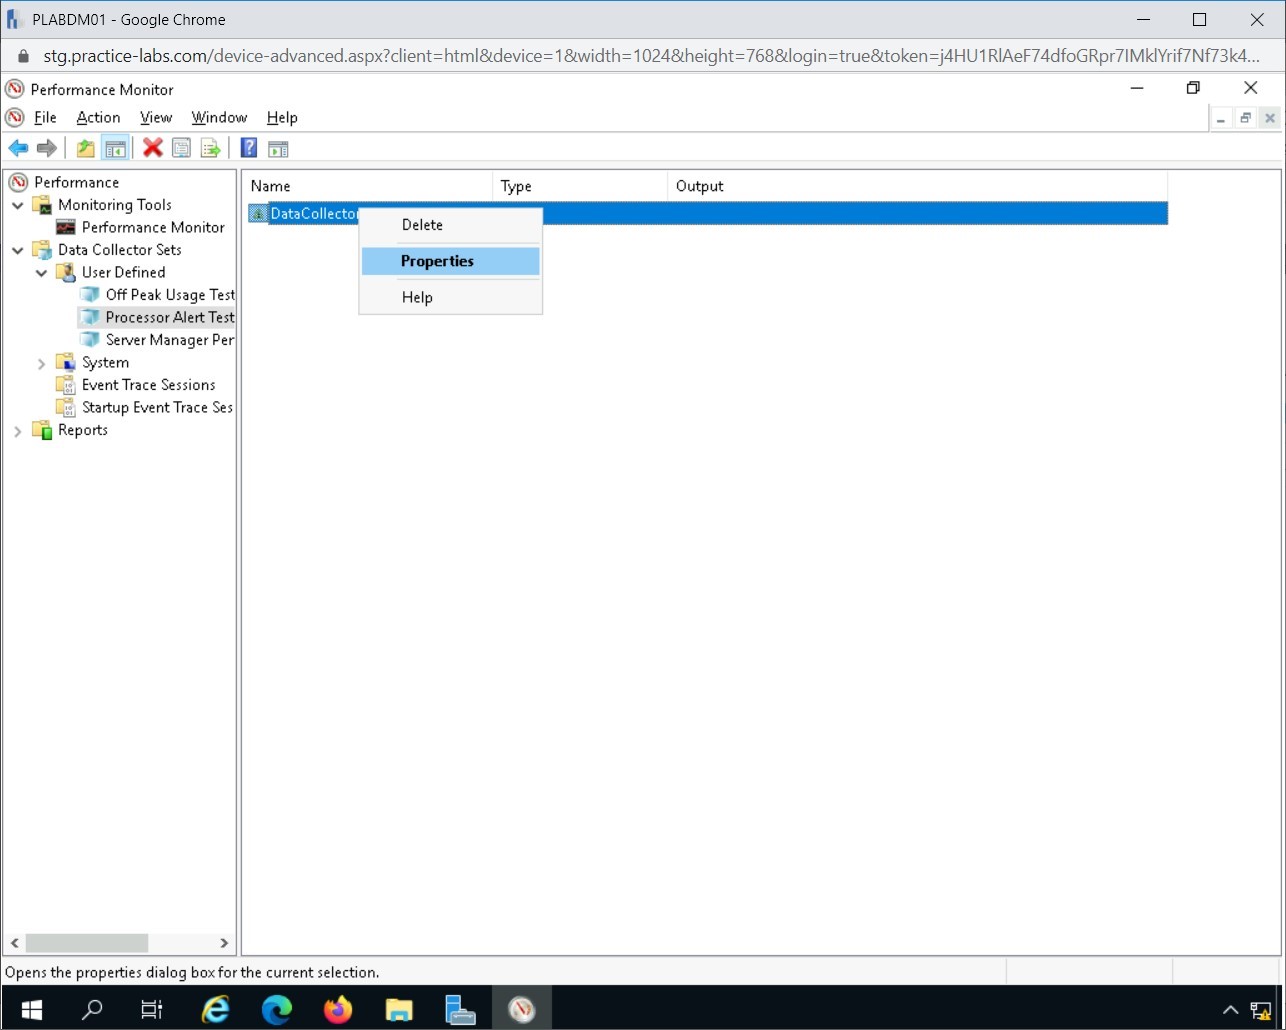 PLABDM01 - Google Chrome
stg.practice-labs.com/device-advanced.aspx?client=html&device=1&width=1024&height=768&login=true&token=j4HU1RlAeF74dfoGRpr7IMklYrif7Nf73k4...
Performance Monitor
File Action View Window Help
Performance
Monitoring Tools
Performance Monitor
Data Collector Sets
User Defined
Off Peak Usage Test
Processor Alert Test
Server Manager Per
System
Event Trace Sessions
Startup Event Trace Ses
Reports
Name Type Output
DataCollector
Delete
Properties
Help
Opens the properties dialog box for the current selection.